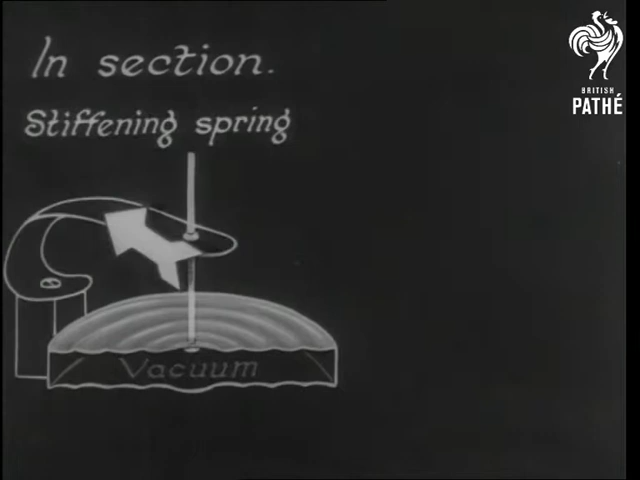 In section.
Stiffening spring
Vacuum
BRITISH
PATHÉ